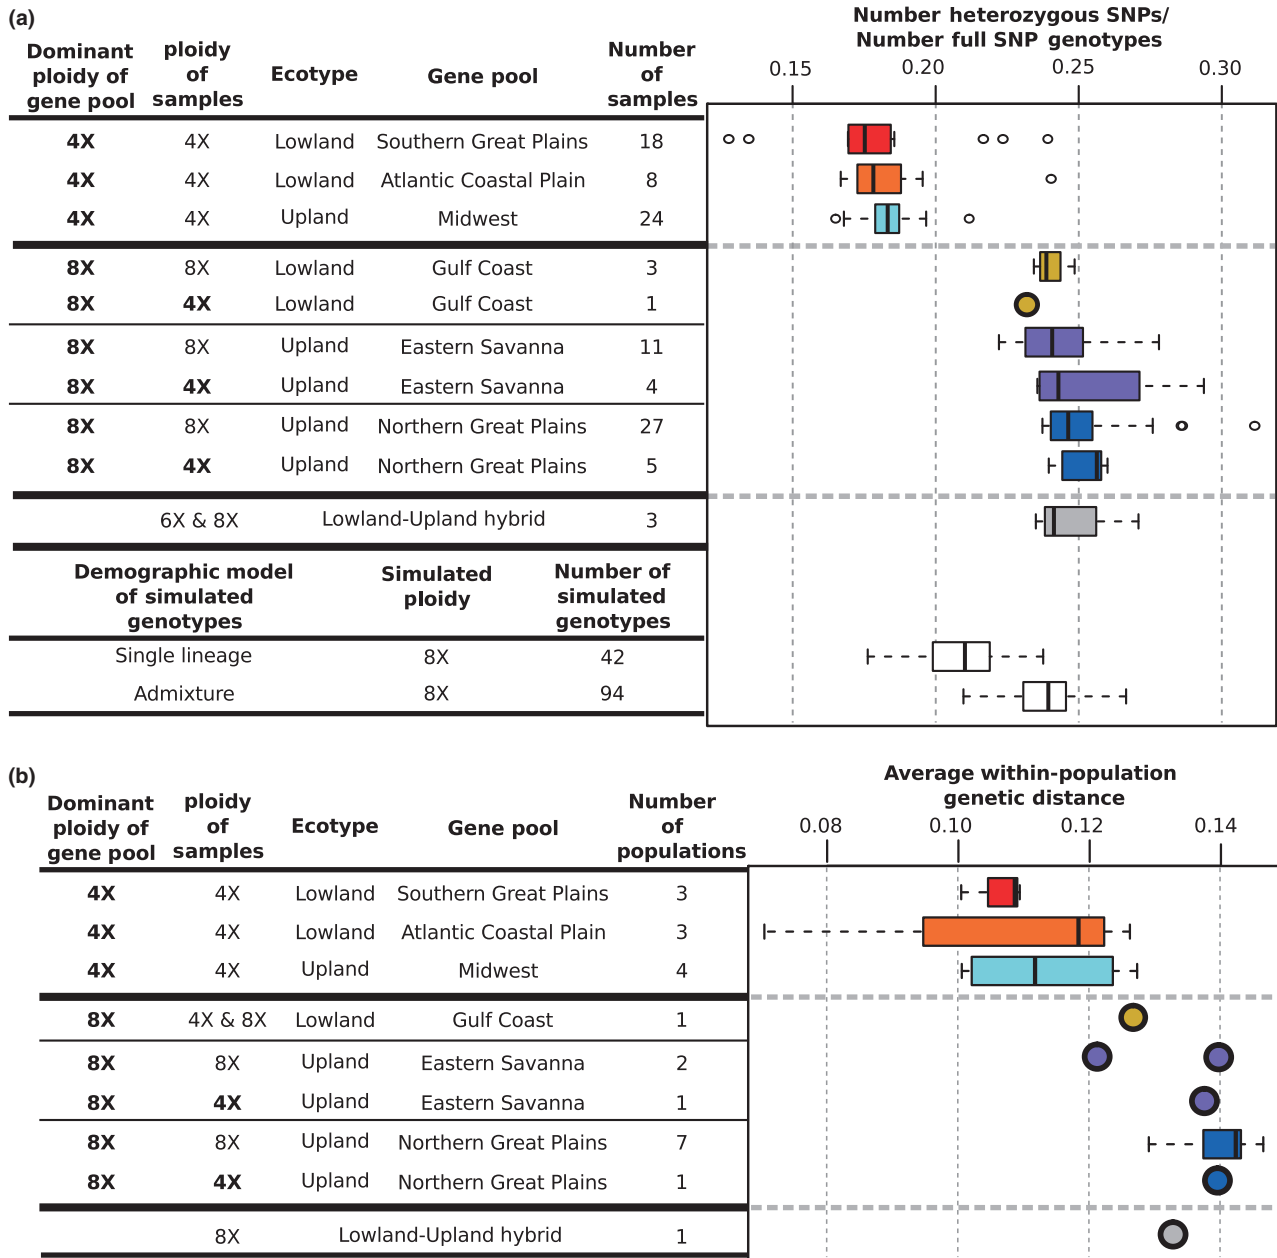 (a)
Number heterozygous SNPs/
Number full SNP genotypes
Dominant ploidy of gene pool	ploidy of samples	Ecotype	Gene pool	Number of samples
0.15 0.20 0.25 0.30
4X 4X Lowland Southern Great Plains 18
4X 4X Lowland Atlantic Coastal Plain 8
4X 4X Upland Midwest 24
8X 8X Lowland Gulf Coast 3
8X 4X Lowland Gulf Coast 1
8X 8X Upland Eastern Savanna 11
8X 4X Upland Eastern Savanna 4
8X 8X Upland Northern Great Plains 27
8X 4X Upland Northern Great Plains 5
6X & 8X Lowland-Upland hybrid 3
Demographic model of simulated genotypes	Simulated ploidy	Number of simulated genotypes
Single lineage 8X 42
Admixture 8X 94
(b)
Average within-population
genetic distance
Dominant ploidy of gene pool	ploidy of samples	Ecotype	Gene pool	Number of populations
0.08 0.10 0.12 0.14
4X 4X Lowland Southern Great Plains 3
4X 4X Lowland Atlantic Coastal Plain 3
4X 4X Upland Midwest 4
8X 4X & 8X Lowland Gulf Coast 1
8X 8X Upland Eastern Savanna 2
8X 4X Upland Eastern Savanna 1
8X 8X Upland Northern Great Plains 7
8X 4X Upland Northern Great Plains 1
8X Lowland-Upland hybrid 1